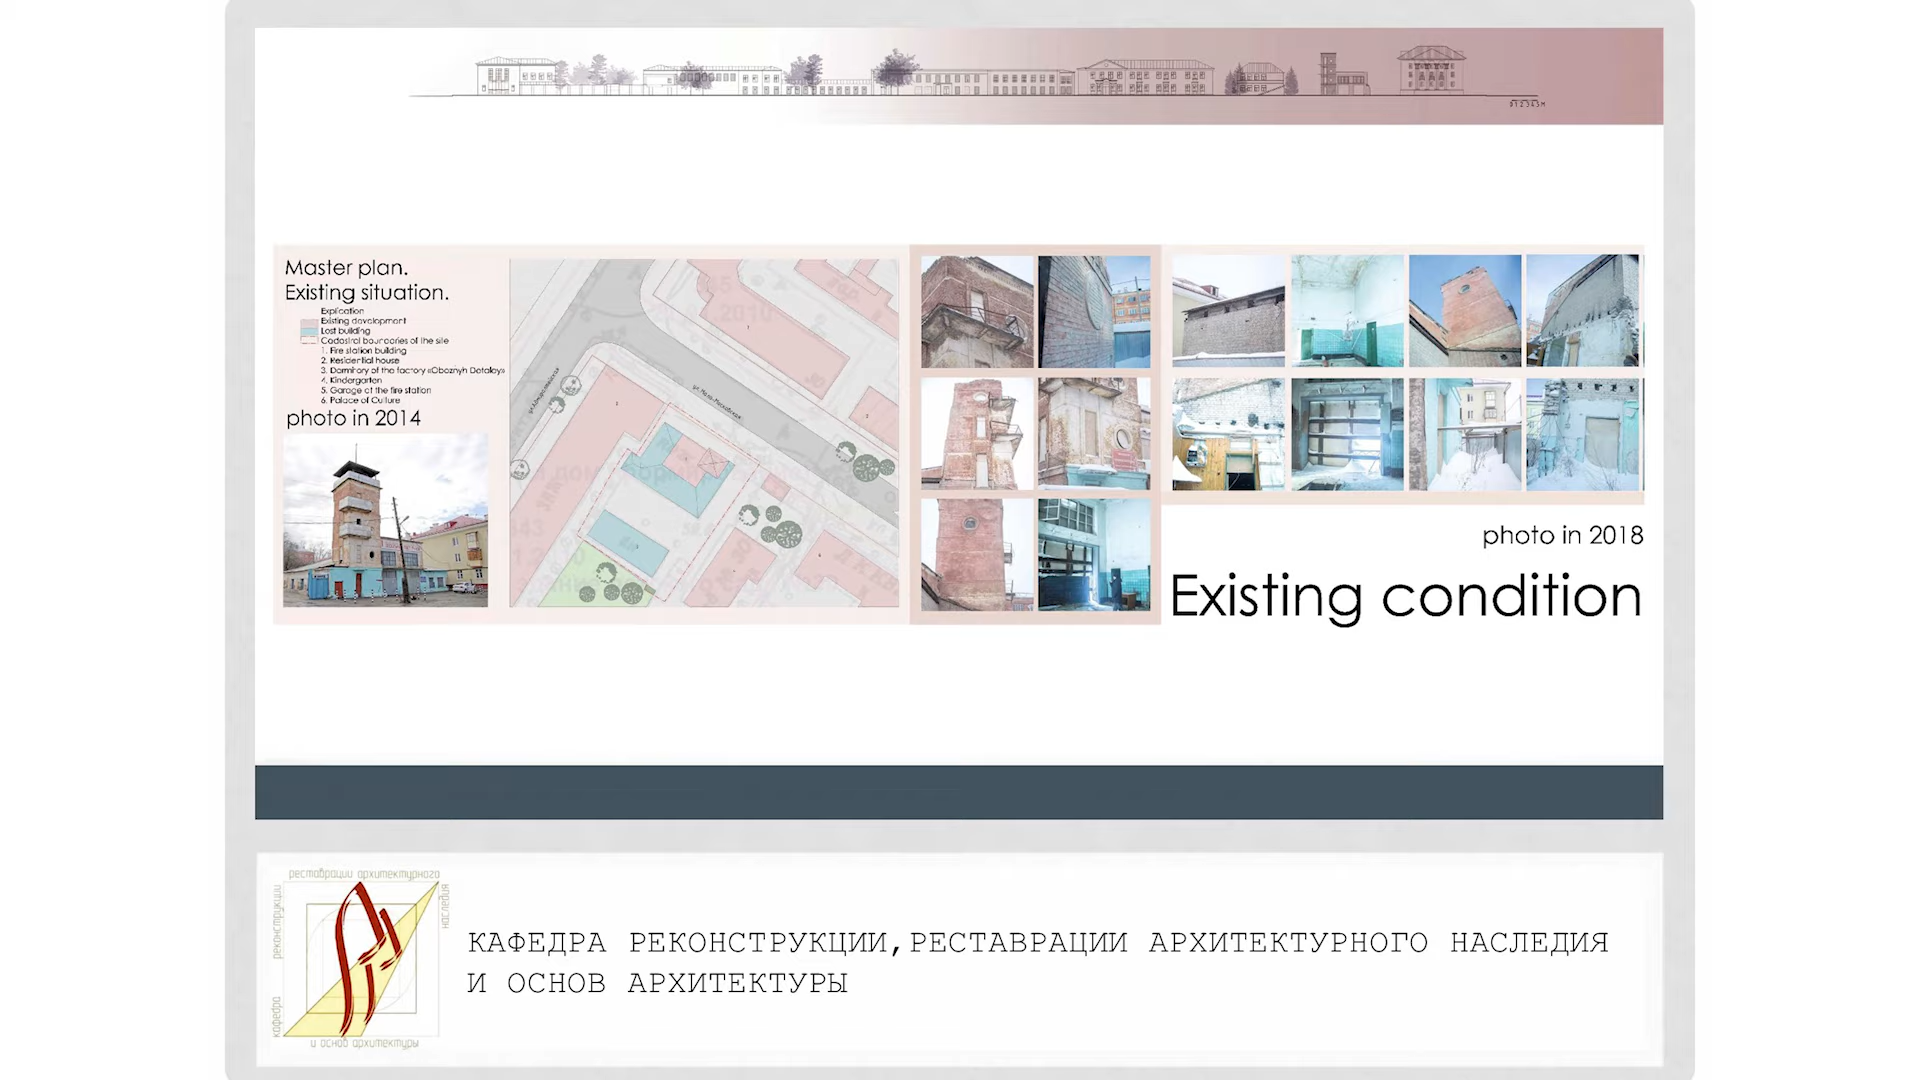 Master plan.
Existing situation.
Explication
Existing development
Lost building
Cadastral boundaries of the site
1. Fire station building
2. Residential house
3. Dormitory of the factory «Oboznyh Detaley»
4. Kindergarten
5. Garage of the fire station
6. Palace of Culture
photo in 2014
photo in 2018
Existing condition
реставрации архитектурного
наследия
реконструкции
кафедра
и основ архитектуры
КАФЕДРА РЕКОНСТРУКЦИИ,РЕСТАВРАЦИИ АРХИТЕКТУРНОГО НАСЛЕДИЯ
И ОСНОВ АРХИТЕКТУРЫ